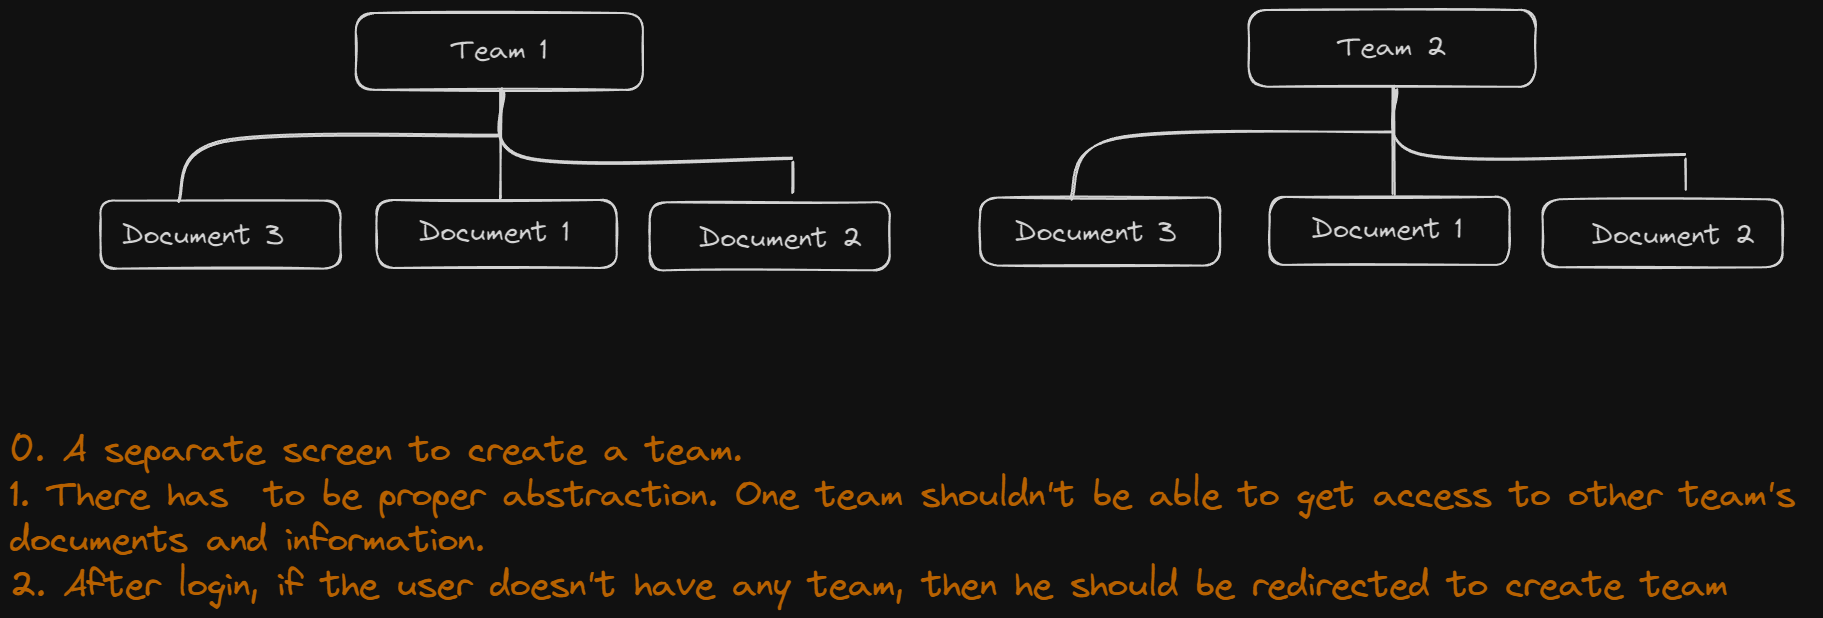 Team 1
Team 2
Document 3
Document 1
Document 2
Document 3
Document 1
Document 2
0. A separate screen to create a team.
1. There has to be proper abstraction. One team shouldn't be able to get access to other team's
documents and information.
2. After login, if the user doesn't have any team, then he should be redirected to create team